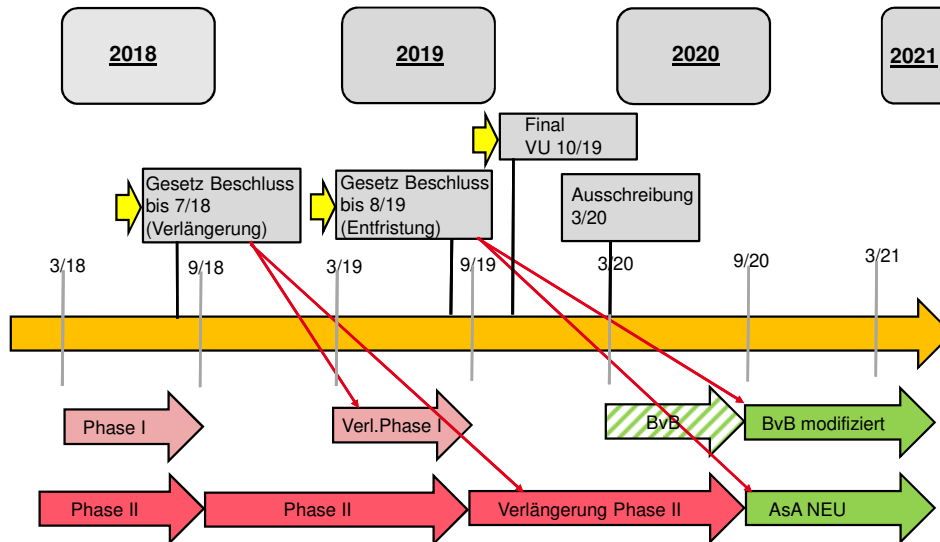 2018
2019
2020
2021
Final
VU 10/19
Gesetz Beschluss
bis 7/18
(Verlängerung)
Gesetz Beschluss
bis 8/19
(Entfristung)
Ausschreibung
3/20
3/18
9/18
3/19
9/19
3/20
9/20
3/21
Phase I
Verl.Phase I
BvB
BvB modifiziert
Phase II
Phase II
Verlängerung Phase II
AsA NEU